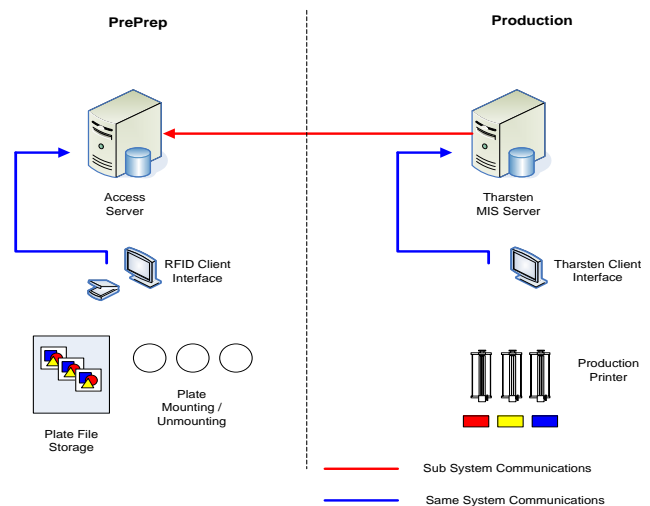 PrePrep
Production
Access
Server
Tharsten
MIS Server
RFID Client
Interface
Tharsten Client
Interface
Plate File
Storage
Plate
Mounting /
Unmounting
Production
Printer
Sub System Communications
Same System Communications